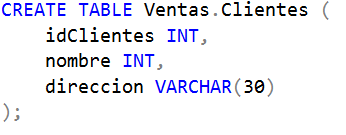 CREATE TABLE Ventas.Clientes (
    idClientes INT,
    nombre INT,
    direccion VARCHAR(30)
);